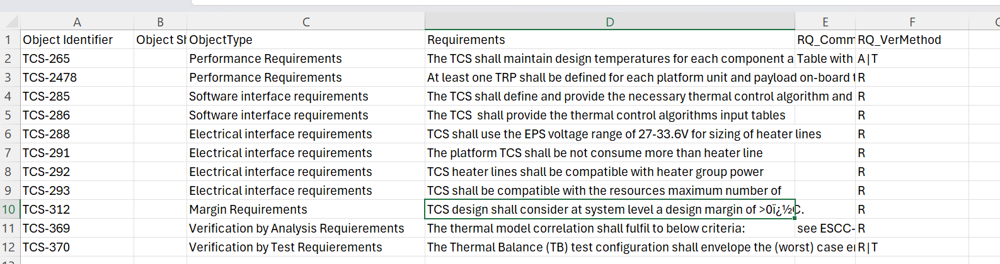 A B C D E F
1 Object Identifier Object Sh ObjectType Requirements RQ_Comm RQ_VerMethod
2 TCS-265 Performance Requirements The TCS shall maintain design temperatures for each component a Table with A|T
3 TCS-2478 Performance Requirements At least one TRP shall be defined for each platform unit and payload on-board t R
4 TCS-285 Software interface requirements The TCS shall define and provide the necessary thermal control algorithm and R
5 TCS-286 Software interface requirements The TCS  shall provide the thermal control algorithms input tables R
6 TCS-288 Electrical interface requirements TCS shall use the EPS voltage range of 27-33.6V for sizing of heater lines R
7 TCS-291 Electrical interface requirements The platform TCS shall be not consume more than heater line R
8 TCS-292 Electrical interface requirements TCS heater lines shall be compatible with heater group power R
9 TCS-293 Electrical interface requirements TCS shall be compatible with the resources maximum number of R
10 TCS-312 Margin Requirements TCS design shall consider at system level a design margin of >0ï¿½C. R
11 TCS-369 Verification by Analysis Requierements The thermal model correlation shall fulfil to below criteria: see ESCC- R
12 TCS-370 Verification by Test Requierements The Thermal Balance (TB) test configuration shall envelope the (worst) case e R|T